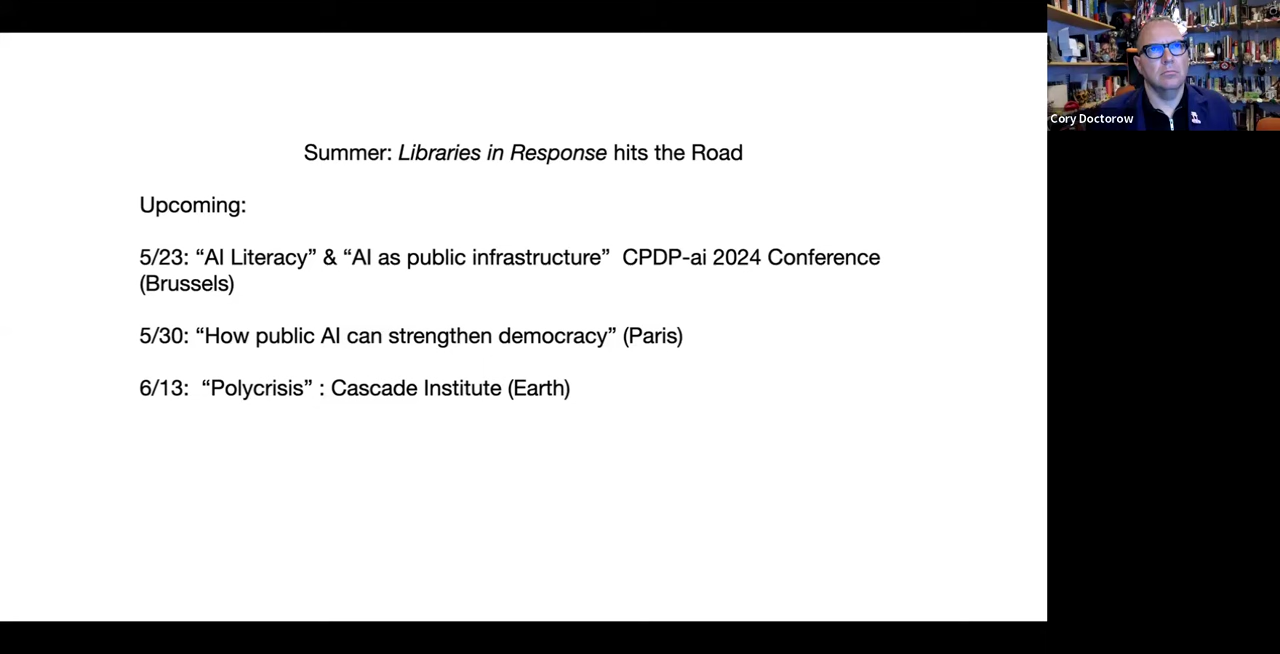 Summer: Libraries in Response hits the Road
Upcoming:
5/23: “AI Literacy” & “AI as public infrastructure”  CPDP-ai 2024 Conference
(Brussels)
5/30: “How public AI can strengthen democracy” (Paris)
6/13:  “Polycrisis” : Cascade Institute (Earth)
Cory Doctorow